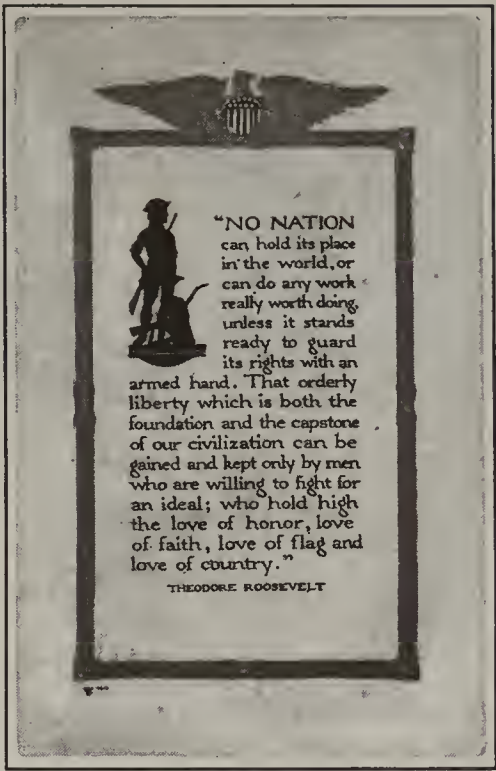 "NO NATION
can hold its place
in the world, or
can do any work
really worth doing,
unless it stands
ready to guard
its rights with an
armed hand. That orderly
liberty which is both the
foundation and the capstone
of our civilization can be
gained and kept only by men
who are willing to fight for
an ideal; who hold high
the love of honor, love
of faith, love of flag and
love of country."
THEODORE ROOSEVELT